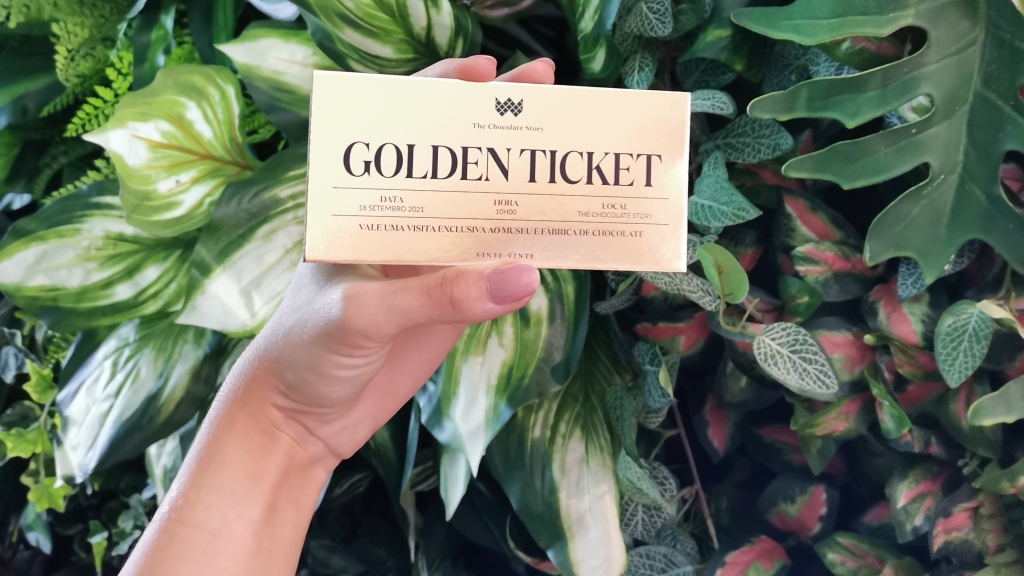 The Chocolate Story
GOLDEN TICKET
DATA HORA LOCAL
18 SETEMBRO 2021 10H00 THE CHOCOLATE STORY
VALE UMA VISITA EXCLUSIVA AO MUSEU E FÁBRICA DE CHOCOLATE
VINTE VINTE